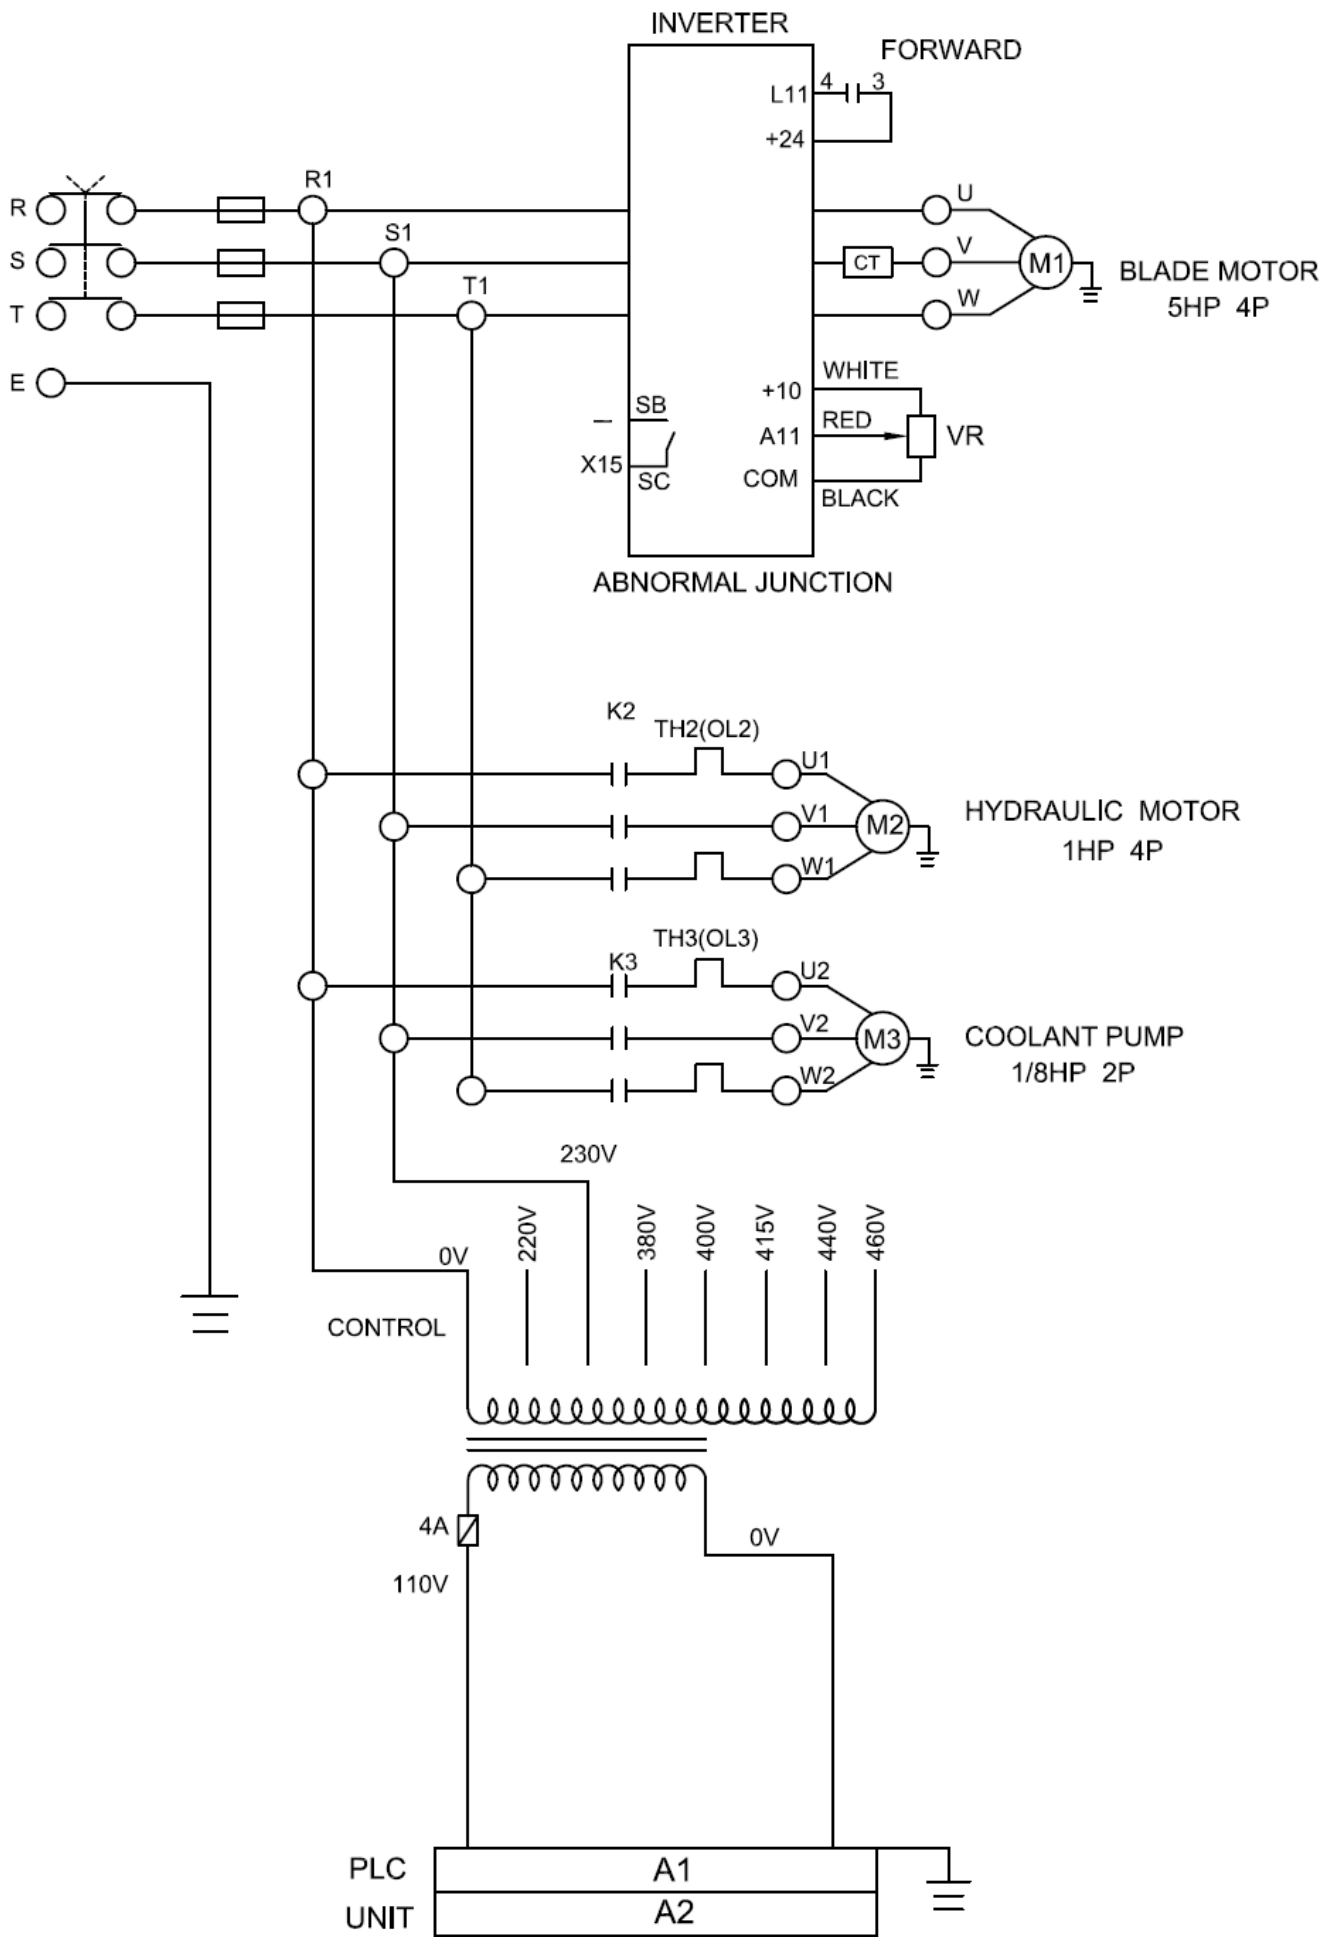 INVERTER
FORWARD
L11 4 3
+24
R R1 U
S S1 CT V M1 BLADE MOTOR
T T1 W 5HP 4P
E
+10 WHITE
– SB
A11 RED VR
X15 SC
COM BLACK
ABNORMAL JUNCTION
K2 TH2(OL2)
U1
V1 M2 HYDRAULIC MOTOR
W1 1HP 4P
K3 TH3(OL3)
U2
V2 M3 COOLANT PUMP
W2 1/8HP 2P
230V
0V 220V 380V 400V 415V 440V 460V
CONTROL
4A
0V
110V
PLC A1
UNIT A2